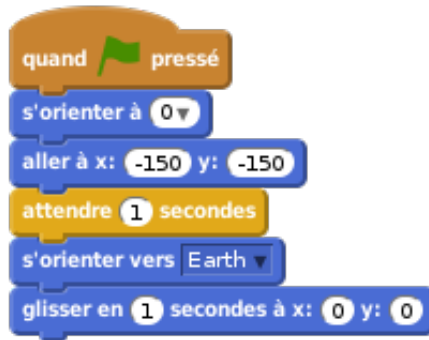 quand pressé
s'orienter à 0
aller à x: -150 y: -150
attendre 1 secondes
s'orienter vers Earth
glisser en 1 secondes à x: 0 y: 0